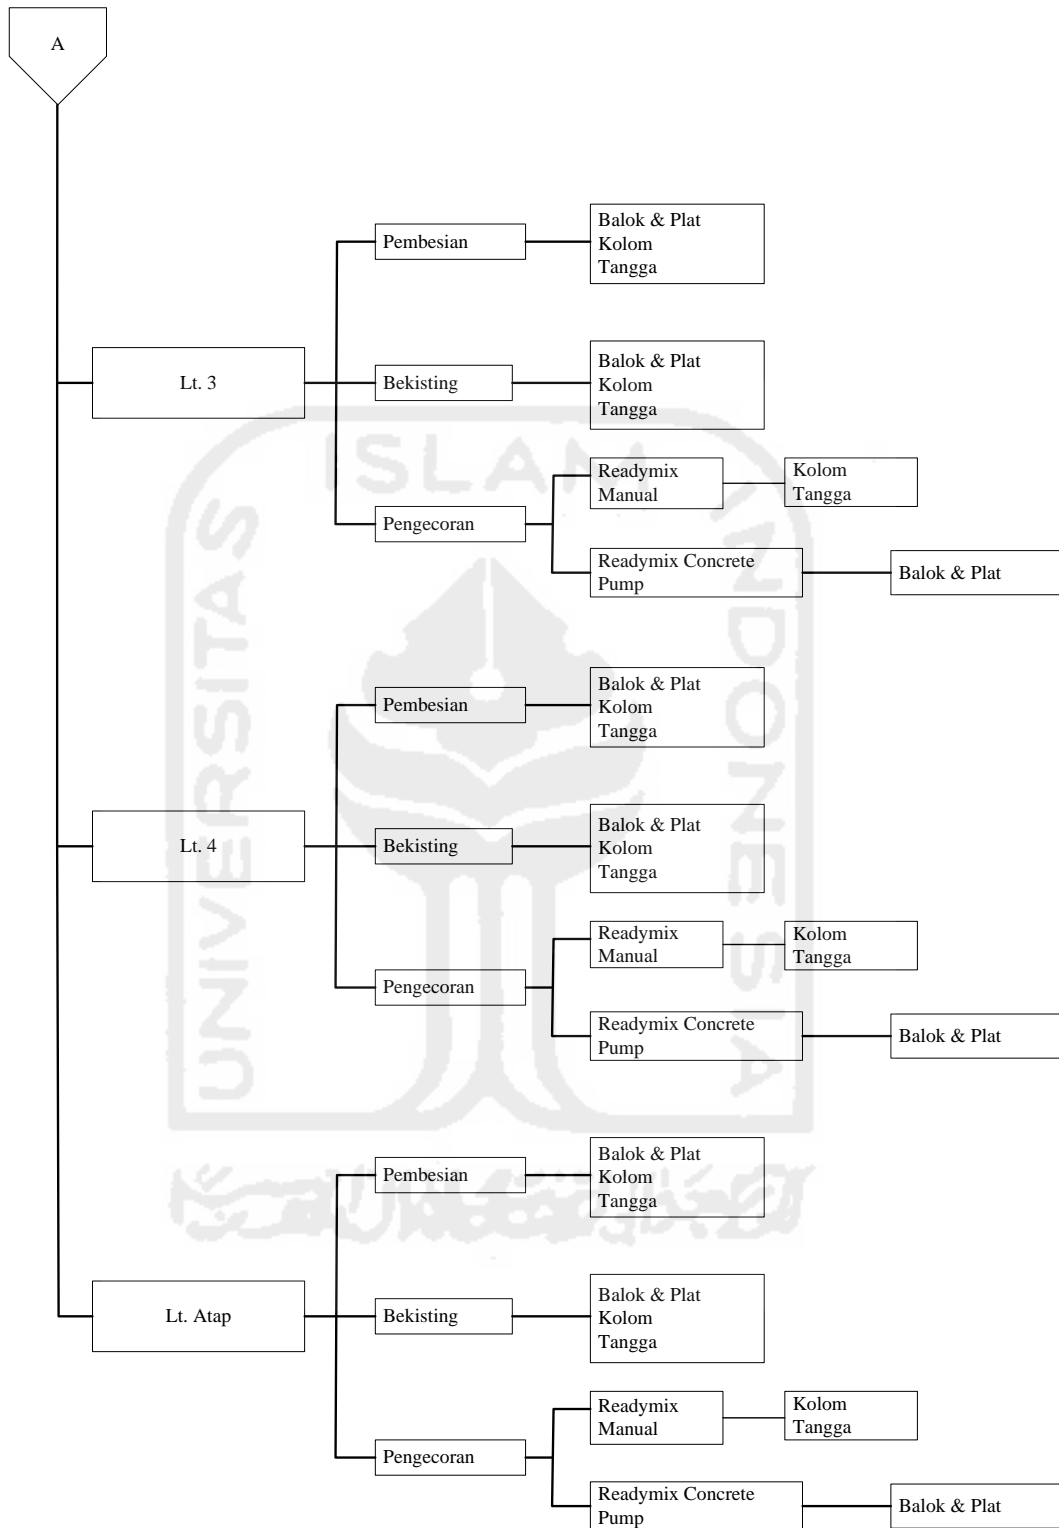 A
Pembesian
Balok & Plat
Kolom
Tangga
Lt. 3
Bekisting
Balok & Plat
Kolom
Tangga
Pengecoran
Readymix
Manual
Kolom
Tangga
Readymix Concrete
Pump
Balok & Plat
Pembesian
Balok & Plat
Kolom
Tangga
Lt. 4
Bekisting
Balok & Plat
Kolom
Tangga
Pengecoran
Readymix
Manual
Kolom
Tangga
Readymix Concrete
Pump
Balok & Plat
Pembesian
Balok & Plat
Kolom
Tangga
Lt. Atap
Bekisting
Balok & Plat
Kolom
Tangga
Pengecoran
Readymix
Manual
Kolom
Tangga
Readymix Concrete
Pump
Balok & Plat
UNIVERSITAS
ISLAM
INDONESIA